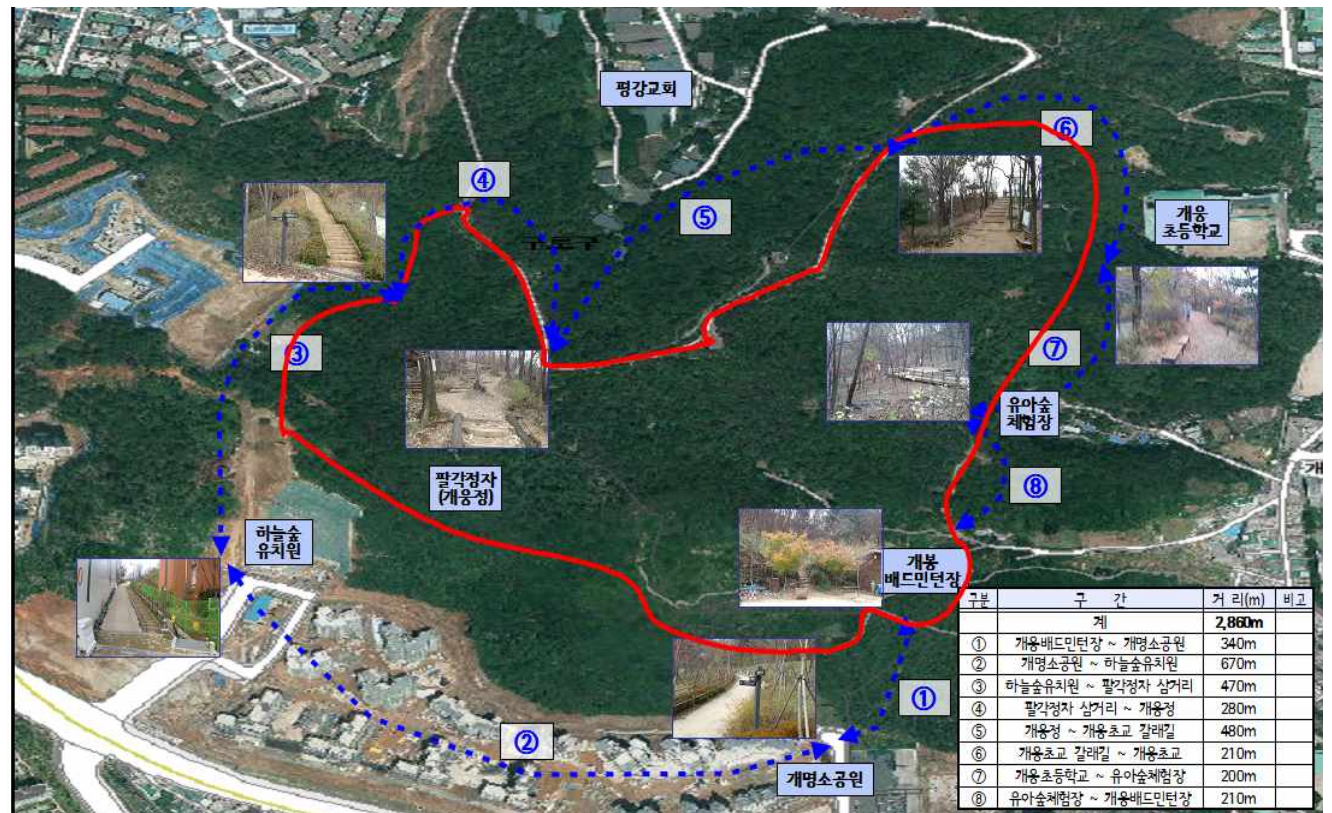 평강교회
④
⑥
⑤
구로구
개웅
초등학교
③
⑦
유아숲
체험장
팔각정자
(개웅정)
⑧
하늘숲
유치원
개봉
배드민턴장
①
②
개명소공원
구분 구 간 거 리(m) 비고
계 2,860m
① 개웅배드민턴장 ~ 개명소공원 340m
② 개명소공원 ~ 하늘숲유치원 670m
③ 하늘숲유치원 ~ 팔각정자 삼거리 470m
④ 팔각정자 삼거리 ~ 개웅정 280m
⑤ 개웅정 ~ 개웅초교 갈래길 480m
⑥ 개웅초교 갈래길 ~ 개웅초교 210m
⑦ 개웅초등학교 ~ 유아숲체험장 200m
⑧ 유아숲체험장 ~ 개웅배드민턴장 210m